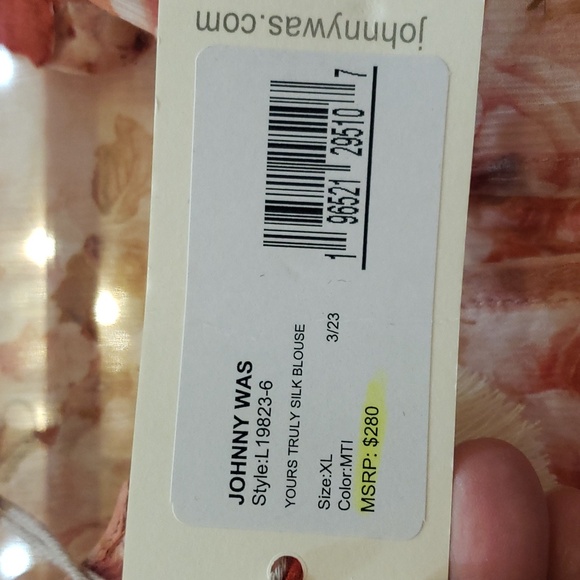 johnnywas.com
JOHNNY WAS
Style:L19823-6
YOURS TRULY SILK BLOUSE
3/23
Size:XL
Color:MTI
MSRP: $280
1 96521 29510 7